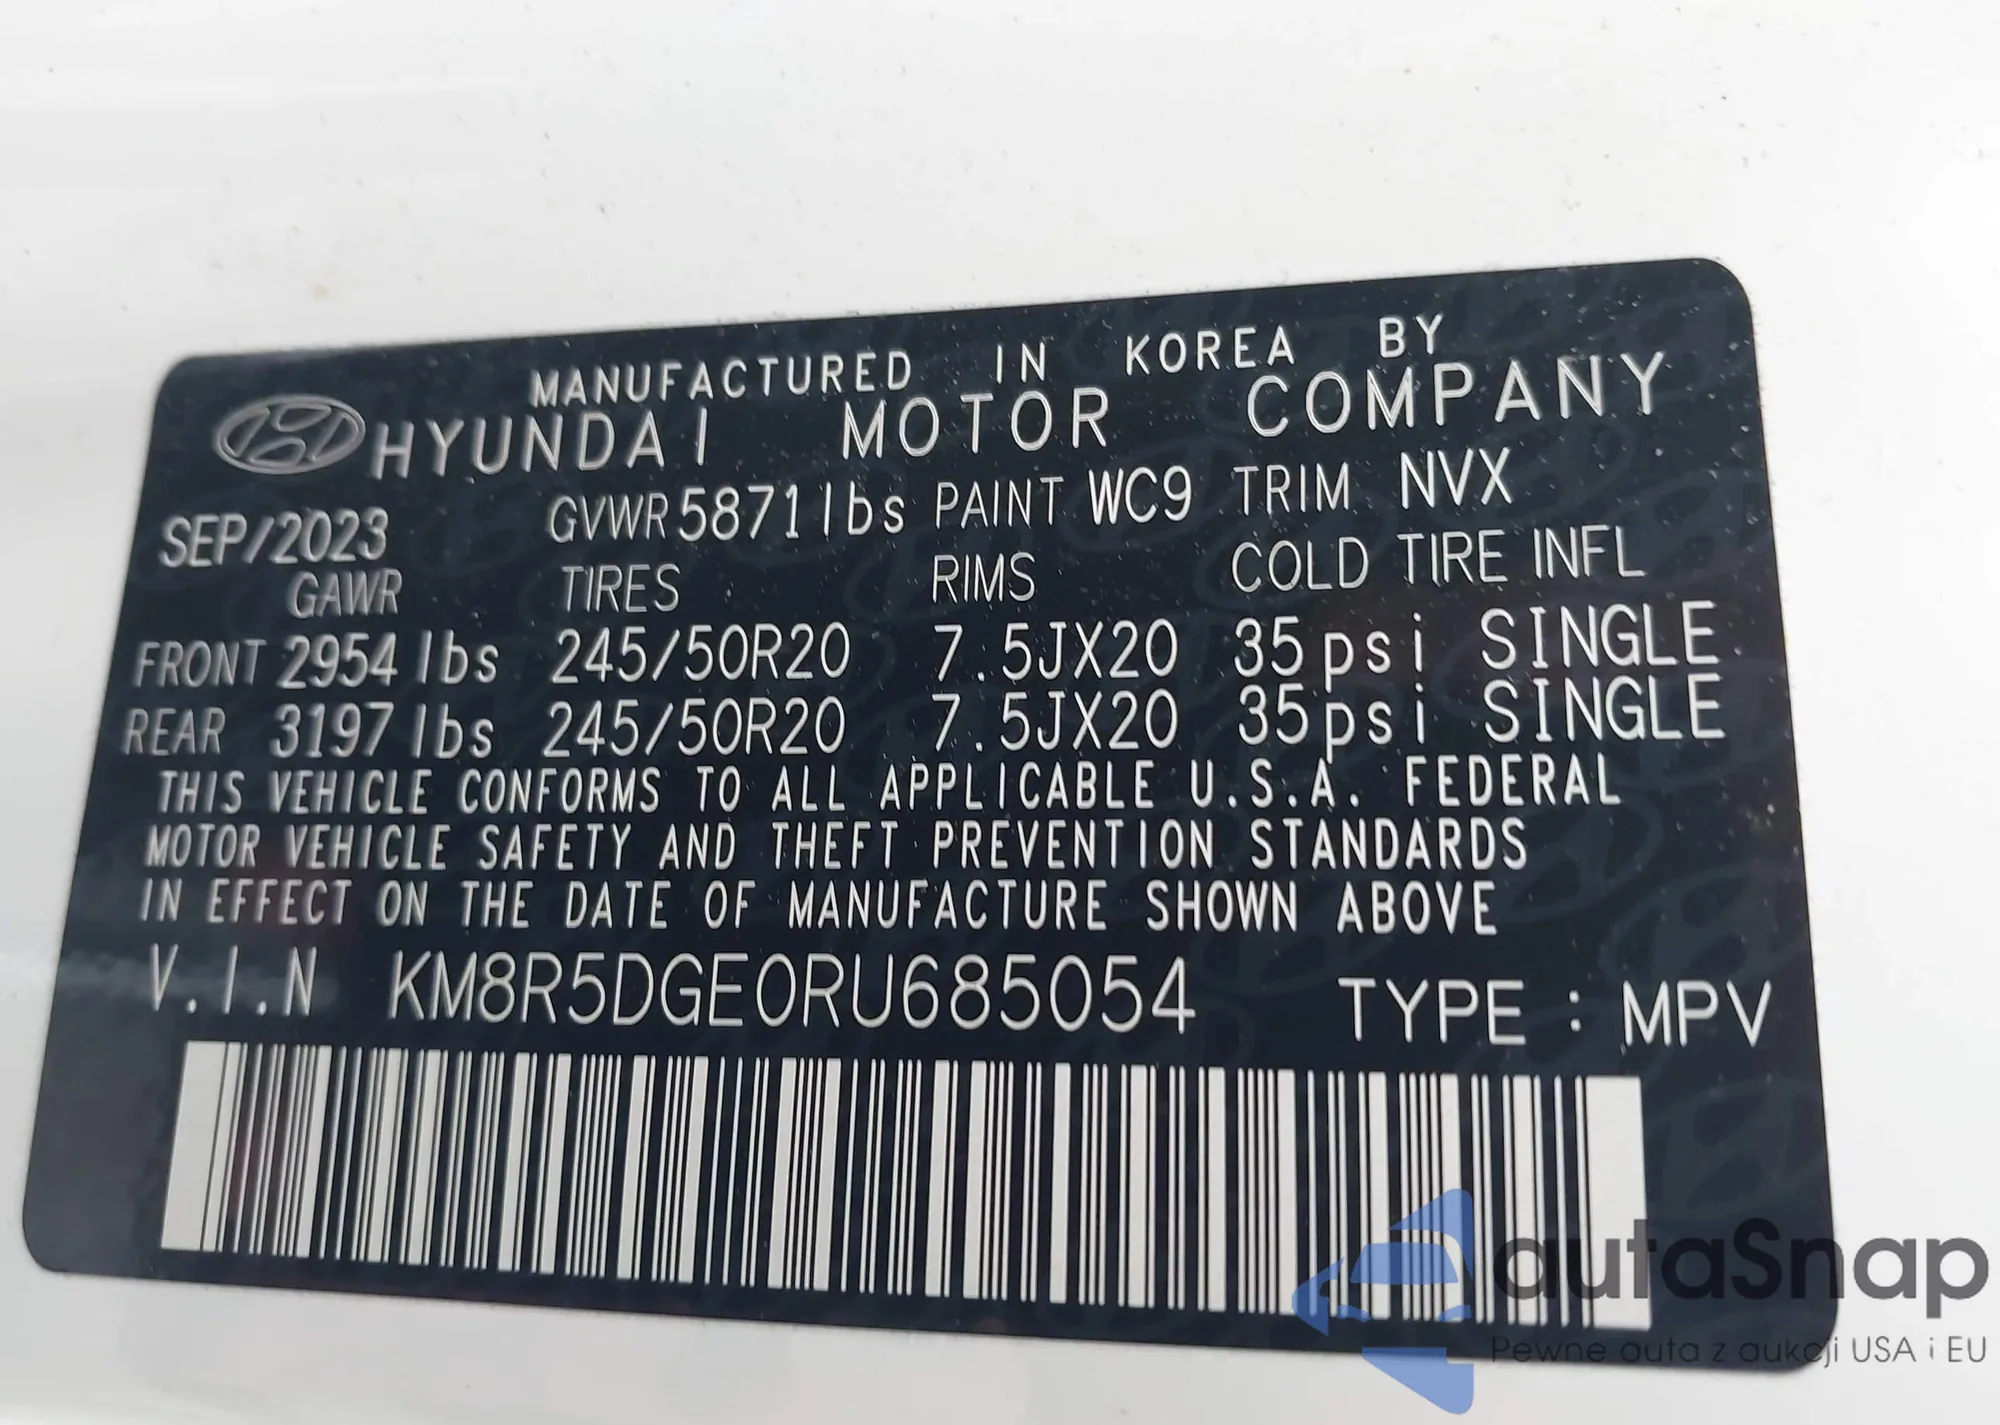 MANUFACTURED IN KOREA BY
HYUNDAI MOTOR COMPANY
SEP/2023 GVWR 5871lbs PAINT WC9 TRIM NVX
GAWR TIRES RIMS COLD TIRE INFL
FRONT 2954 lbs 245/50R20 7.5JX20 35psi SINGLE
REAR 3197 lbs 245/50R20 7.5JX20 35psi SINGLE
THIS VEHICLE CONFORMS TO ALL APPLICABLE U.S.A. FEDERAL
MOTOR VEHICLE SAFETY AND THEFT PREVENTION STANDARDS
IN EFFECT ON THE DATE OF MANUFACTURE SHOWN ABOVE
V.I.N KM8R5DGE0RU685054 TYPE : MPV
autaSnap
Pewne auta z aukcji USA i EU